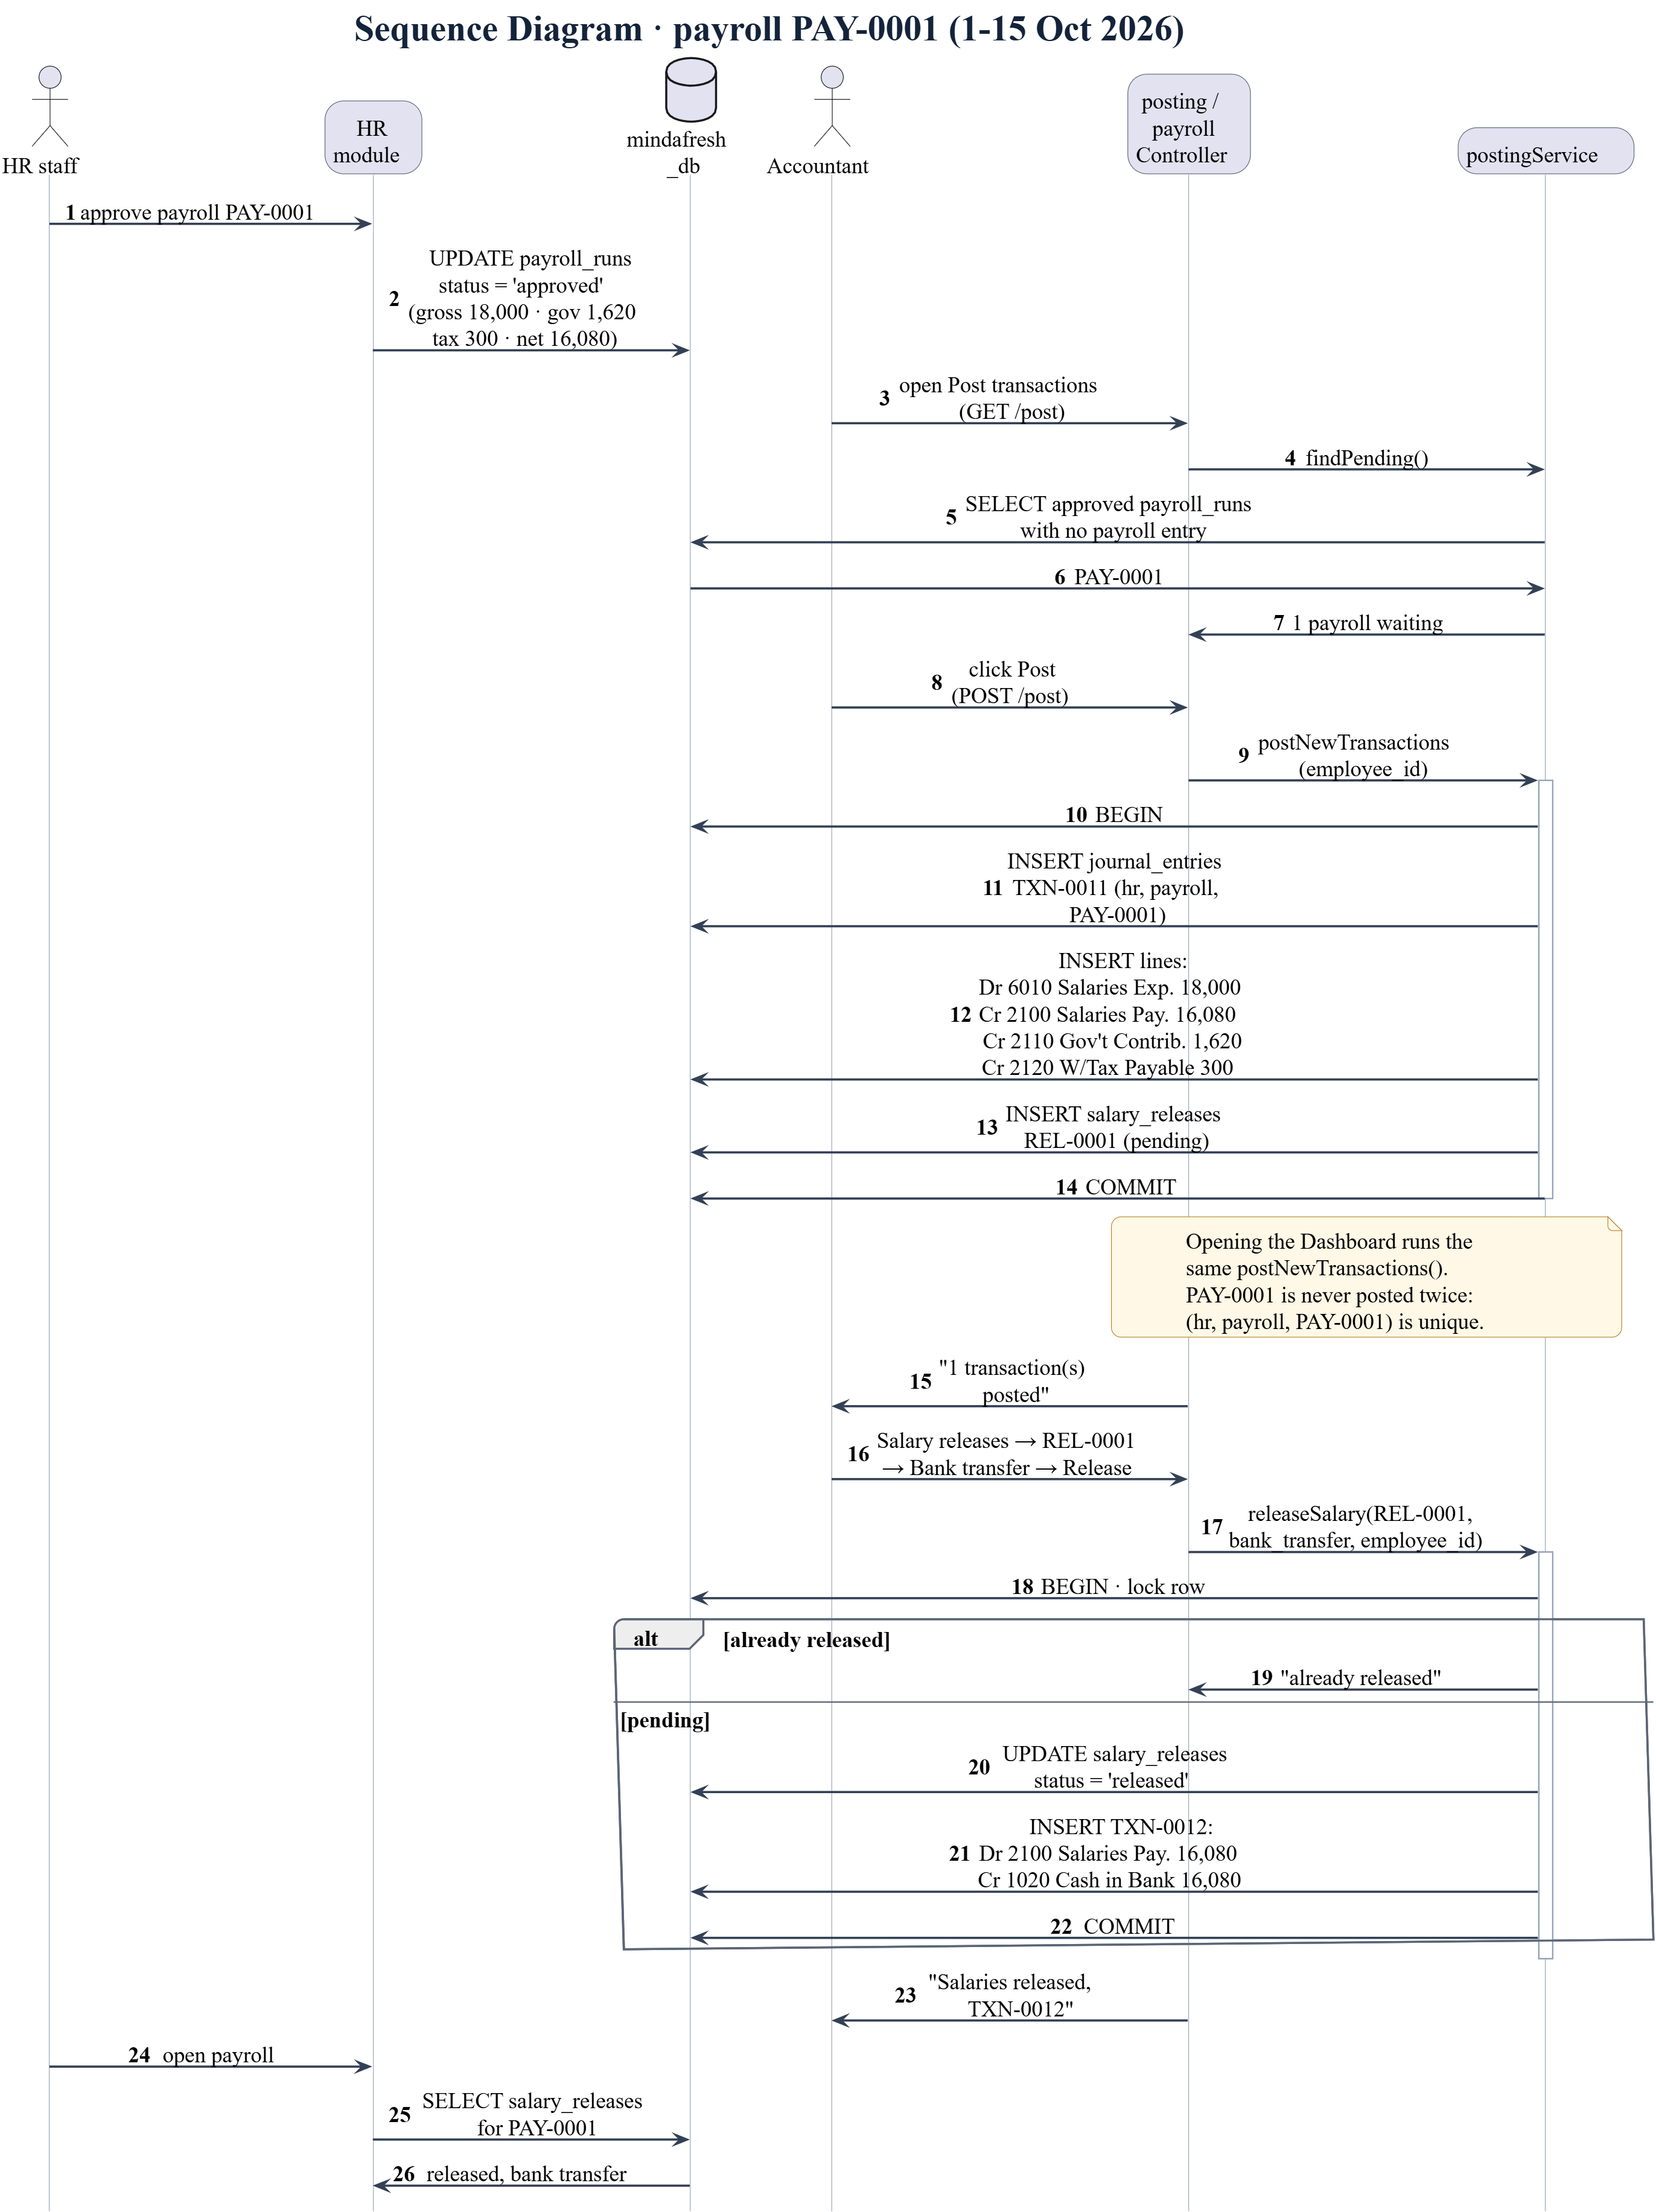 Sequence Diagram · payroll PAY-0001 (1-15 Oct 2026)
HR staff
HR
module
mindafresh
_db
Accountant
posting /
payroll
Controller
postingService
1 approve payroll PAY-0001
UPDATE payroll_runs
status = 'approved'
2 (gross 18,000 · gov 1,620
tax 300 · net 16,080)
3 open Post transactions
(GET /post)
4 findPending()
5 SELECT approved payroll_runs
with no payroll entry
6 PAY-0001
7 1 payroll waiting
8 click Post
(POST /post)
9 postNewTransactions
(employee_id)
10 BEGIN
INSERT journal_entries
11 TXN-0011 (hr, payroll,
PAY-0001)
INSERT lines:
Dr 6010 Salaries Exp. 18,000
12 Cr 2100 Salaries Pay. 16,080
Cr 2110 Gov't Contrib. 1,620
Cr 2120 W/Tax Payable 300
13 INSERT salary_releases
REL-0001 (pending)
14 COMMIT
Opening the Dashboard runs the
same postNewTransactions().
PAY-0001 is never posted twice:
(hr, payroll, PAY-0001) is unique.
15 "1 transaction(s)
posted"
16 Salary releases → REL-0001
→ Bank transfer → Release
17 releaseSalary(REL-0001,
bank_transfer, employee_id)
18 BEGIN · lock row
alt [already released]
19 "already released"
[pending]
20 UPDATE salary_releases
status = 'released'
INSERT TXN-0012:
21 Dr 2100 Salaries Pay. 16,080
Cr 1020 Cash in Bank 16,080
22 COMMIT
23 "Salaries released,
TXN-0012"
24 open payroll
25 SELECT salary_releases
for PAY-0001
26 released, bank transfer